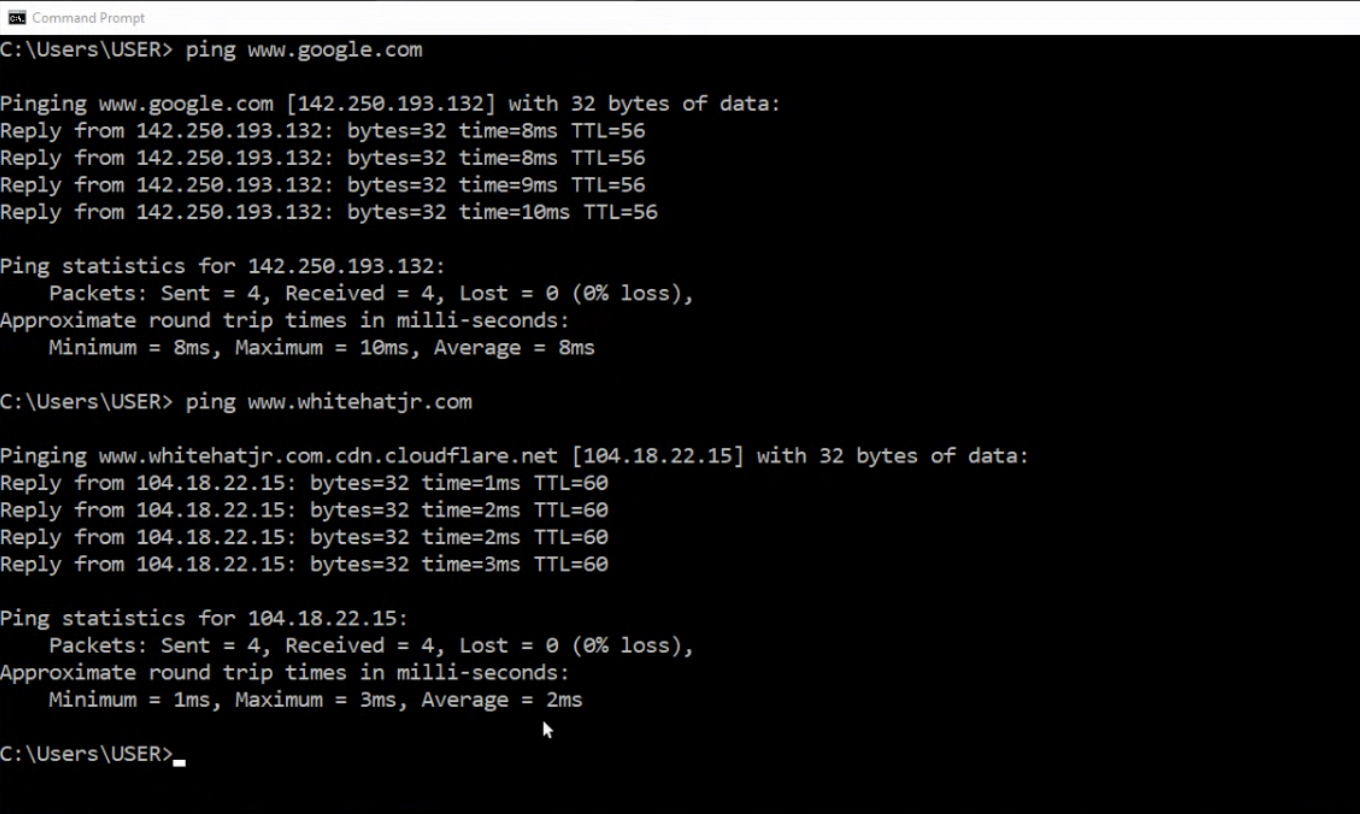 Command Prompt
C:\Users\USER> ping www.google.com
Pinging www.google.com [142.250.193.132] with 32 bytes of data:
Reply from 142.250.193.132: bytes=32 time=8ms TTL=56
Reply from 142.250.193.132: bytes=32 time=8ms TTL=56
Reply from 142.250.193.132: bytes=32 time=9ms TTL=56
Reply from 142.250.193.132: bytes=32 time=10ms TTL=56
Ping statistics for 142.250.193.132:
    Packets: Sent = 4, Received = 4, Lost = 0 (0% loss),
Approximate round trip times in milli-seconds:
    Minimum = 8ms, Maximum = 10ms, Average = 8ms
C:\Users\USER> ping www.whitehatjr.com
Pinging www.whitehatjr.com.cdn.cloudflare.net [104.18.22.15] with 32 bytes of data:
Reply from 104.18.22.15: bytes=32 time=1ms TTL=60
Reply from 104.18.22.15: bytes=32 time=2ms TTL=60
Reply from 104.18.22.15: bytes=32 time=2ms TTL=60
Reply from 104.18.22.15: bytes=32 time=3ms TTL=60
Ping statistics for 104.18.22.15:
    Packets: Sent = 4, Received = 4, Lost = 0 (0% loss),
Approximate round trip times in milli-seconds:
    Minimum = 1ms, Maximum = 3ms, Average = 2ms
C:\Users\USER>